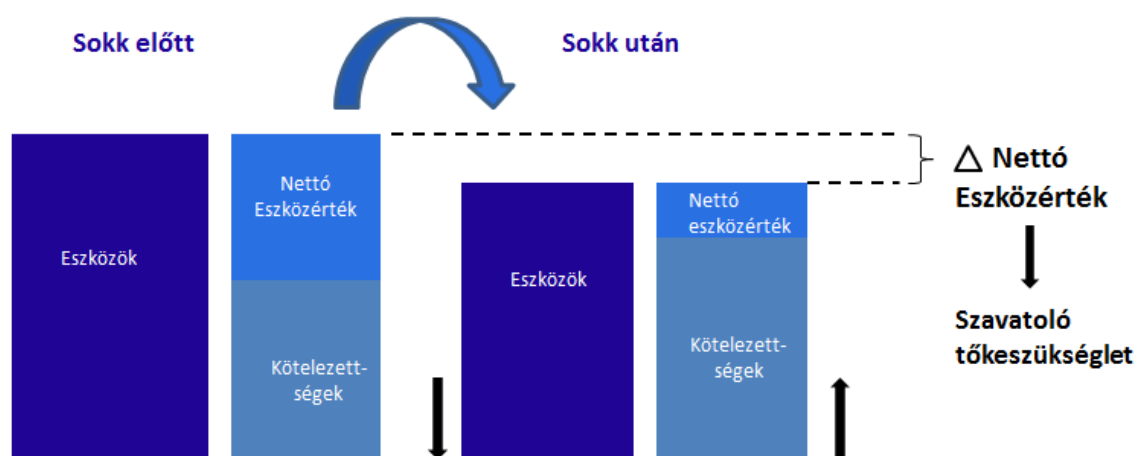 Sokk előtt
Sokk után
Nettó
Eszközérték
Eszközök
Kötelezett-
ségek
Nettó
eszközérték
Eszközök
Kötelezett-
ségek
△ Nettó
Eszközérték
Szavatoló
tőkeszükséglet